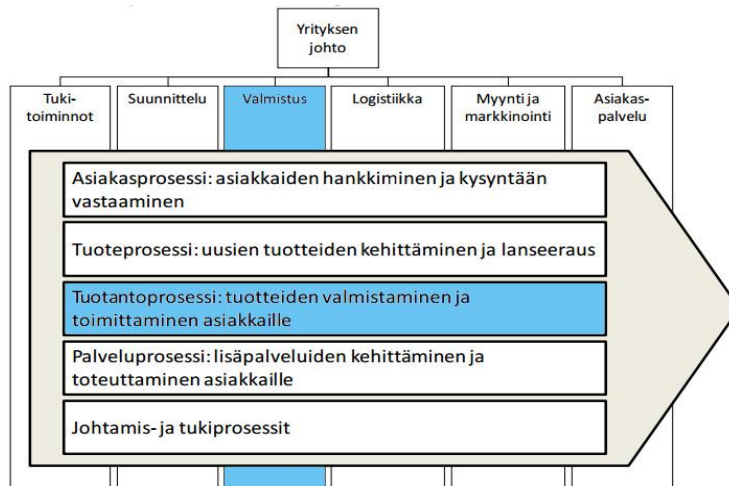 Yrityksen
johto
Tuki-
toiminnot
Suunnittelu
Valmistus
Logistiikka
Myynti ja
markkinointi
Asiakas-
palvelu
Asiakasprosessi: asiakkaiden hankkiminen ja kysyntään
vastaaminen
Tuoteprosessi: uusien tuotteiden kehittäminen ja lanseeraus
Tuotantoprosessi: tuotteiden valmistaminen ja
toimittaminen asiakkaille
Palveluprosessi: lisäpalveluiden kehittäminen ja
toteuttaminen asiakkaille
Johtamis- ja tukiprosessit